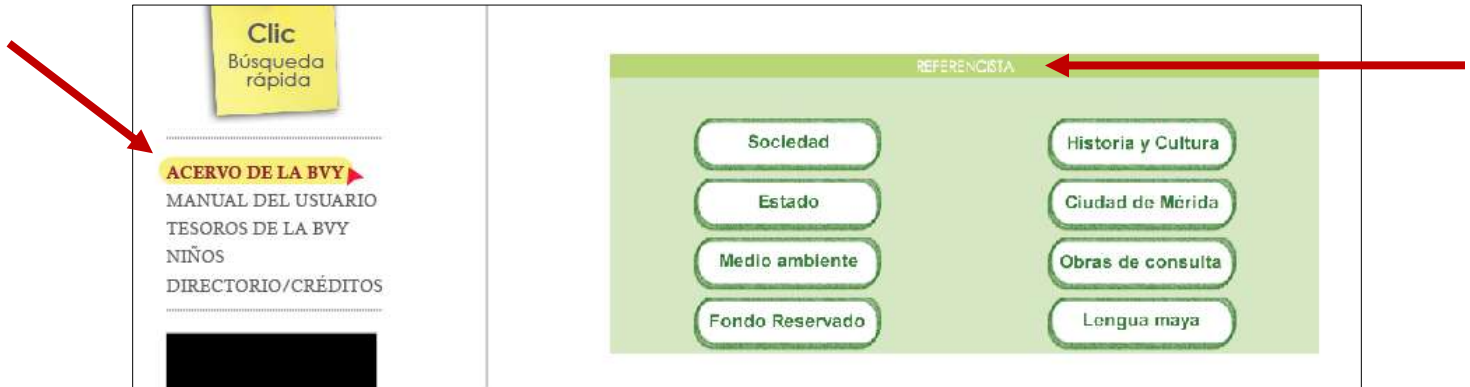 Clic
Búsqueda
rápida
ACERVO DE LA BVY
MANUAL DEL USUARIO
TESOROS DE LA BVY
NIÑOS
DIRECTORIO/CRÉDITOS
REFERENCISTA
Sociedad
Historia y Cultura
Estado
Ciudad de Mérida
Medio ambiente
Obras de consulta
Fondo Reservado
Lengua maya